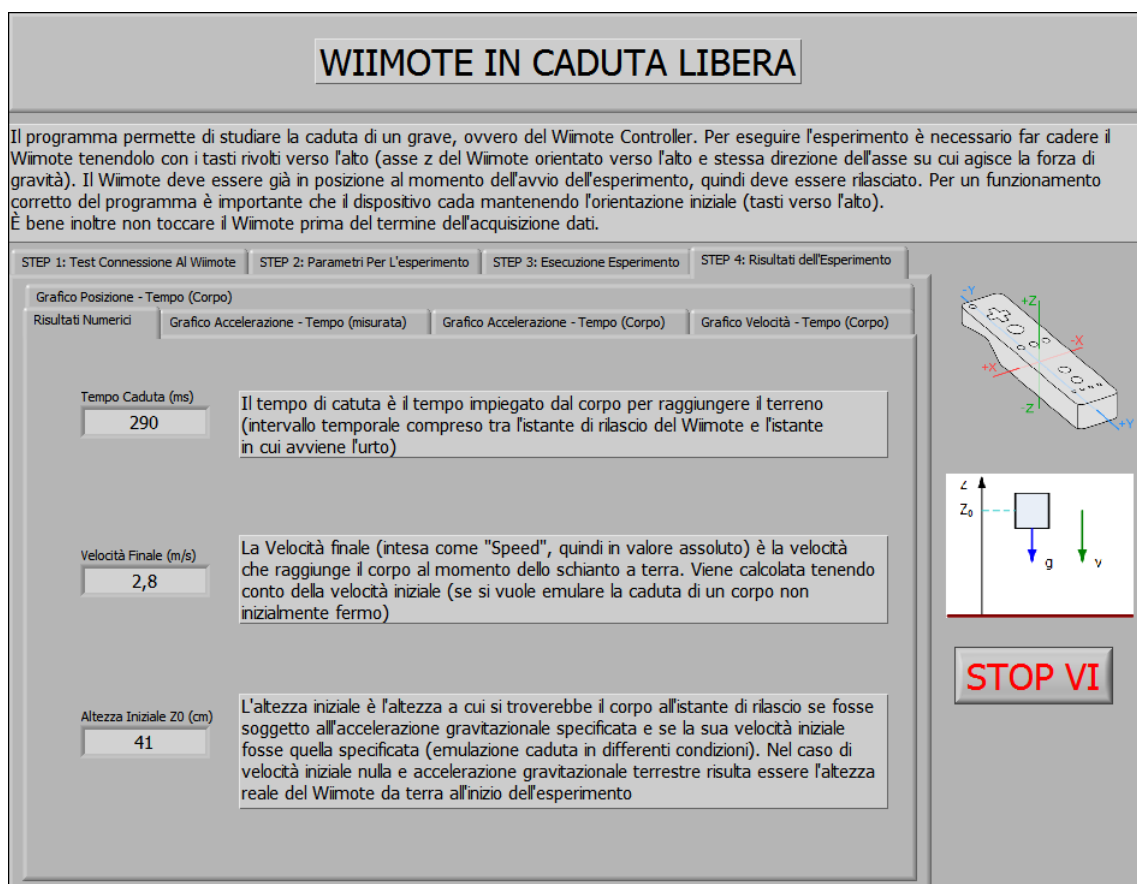 WIIMOTE IN CADUTA LIBERA
Il programma permette di studiare la caduta di un grave, ovvero del Wiimote Controller. Per eseguire l'esperimento è necessario far cadere il
Wiimote tenendolo con i tasti rivolti verso l'alto (asse z del Wiimote orientato verso l'alto e stessa direzione dell'asse su cui agisce la forza di
gravità). Il Wiimote deve essere già in posizione al momento dell'avvio dell'esperimento, quindi deve essere rilasciato. Per un funzionamento
corretto del programma è importante che il dispositivo cada mantenendo l'orientazione iniziale (tasti verso l'alto).
È bene inoltre non toccare il Wiimote prima del termine dell'acquisizione dati.
STEP 1: Test Connessione Al Wiimote
STEP 2: Parametri Per L'esperimento
STEP 3: Esecuzione Esperimento
STEP 4: Risultati dell'Esperimento
Grafico Posizione - Tempo (Corpo)
Risultati Numerici
Grafico Accelerazione - Tempo (misurata)
Grafico Accelerazione - Tempo (Corpo)
Grafico Velocità - Tempo (Corpo)
Tempo Caduta (ms)
290
Il tempo di catuta è il tempo impiegato dal corpo per raggiungere il terreno
(intervallo temporale compreso tra l'istante di rilascio del Wiimote e l'istante
in cui avviene l'urto)
Velocità Finale (m/s)
2,8
La Velocità finale (intesa come "Speed", quindi in valore assoluto) è la velocità
che raggiunge il corpo al momento dello schianto a terra. Viene calcolata tenendo
conto della velocità iniziale (se si vuole emulare la caduta di un corpo non
inizialmente fermo)
Altezza Iniziale Z0 (cm)
41
L'altezza iniziale è l'altezza a cui si troverebbe il corpo all'istante di rilascio se fosse
soggetto all'accelerazione gravitazionale specificata e se la sua velocità iniziale
fosse quella specificata (emulazione caduta in differenti condizioni). Nel caso di
velocità iniziale nulla e accelerazione gravitazionale terrestre risulta essere l'altezza
reale del Wiimote da terra all'inizio dell'esperimento
-Y
+Z
-X
+X
-Z
+Y
Z
Z₀
g
v
STOP VI